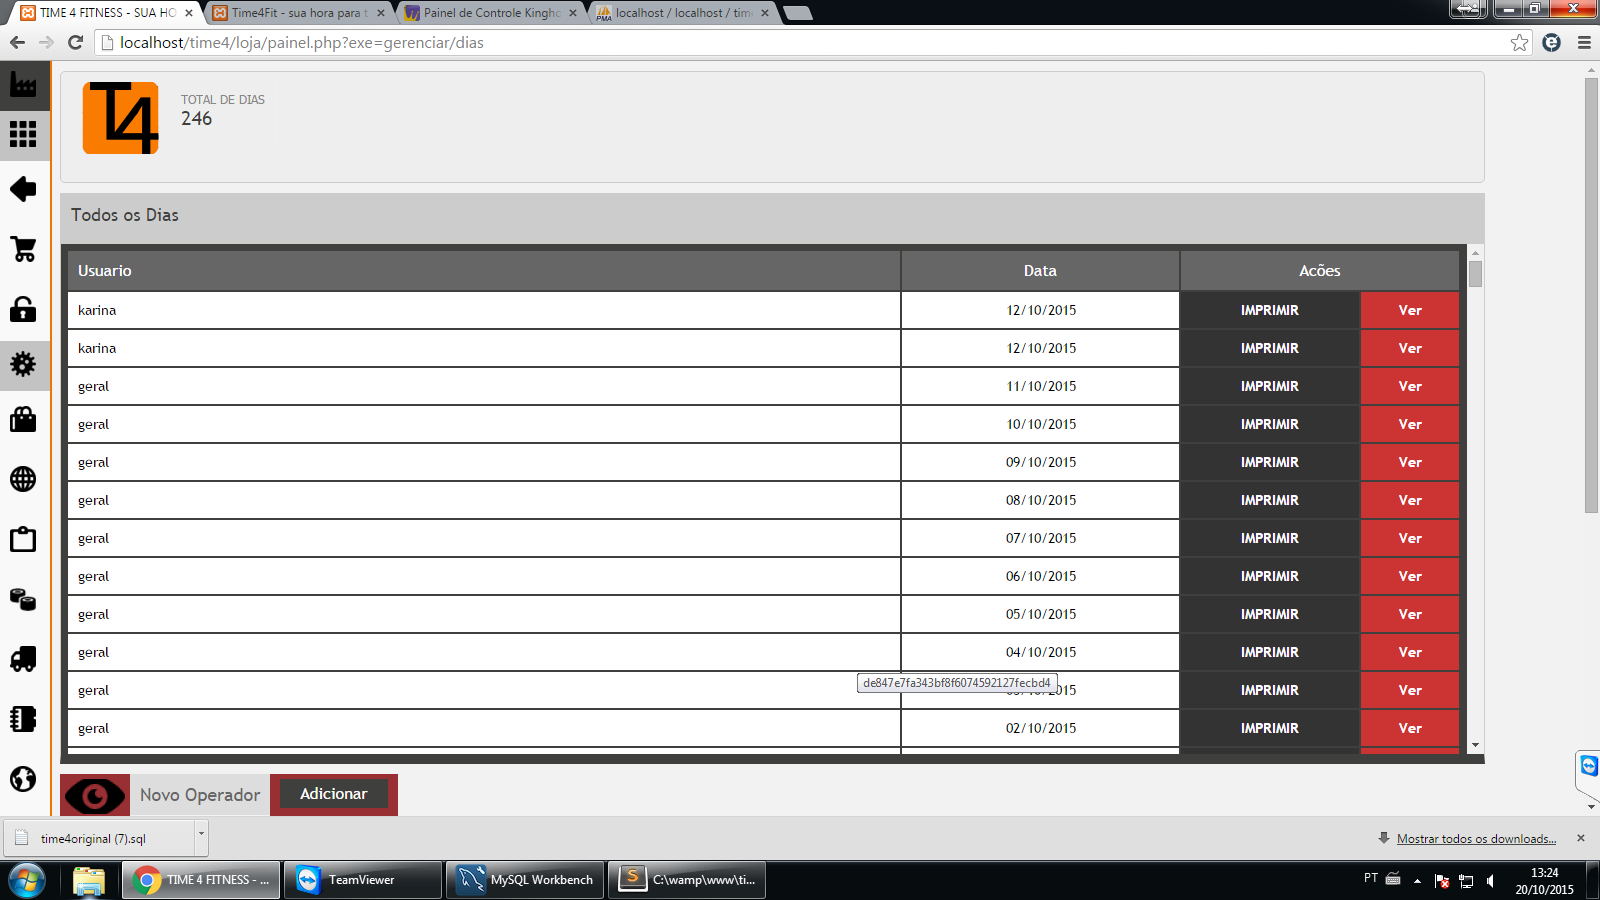 TIME 4 FITNESS - SUA HO
Time4Fit - sua hora para t
Painel de Controle Kingho
localhost / localhost / tim
localhost/time4/loja/painel.php?exe=gerenciar/dias
T4
TOTAL DE DIAS
246
Todos os Dias
Usuario Data Acões
karina 12/10/2015 IMPRIMIR Ver
karina 12/10/2015 IMPRIMIR Ver
geral 11/10/2015 IMPRIMIR Ver
geral 10/10/2015 IMPRIMIR Ver
geral 09/10/2015 IMPRIMIR Ver
geral 08/10/2015 IMPRIMIR Ver
geral 07/10/2015 IMPRIMIR Ver
geral 06/10/2015 IMPRIMIR Ver
geral 05/10/2015 IMPRIMIR Ver
geral 04/10/2015 IMPRIMIR Ver
de847e7fa343bf8f6074592127fecbd4
geral IMPRIMIR Ver
geral 02/10/2015 IMPRIMIR Ver
Novo Operador Adicionar
time4original (7).sql
Mostrar todos os downloads...
TIME 4 FITNESS - ...
TeamViewer
MySQL Workbench
C:\wamp\www\ti...
PT
13:24
20/10/2015